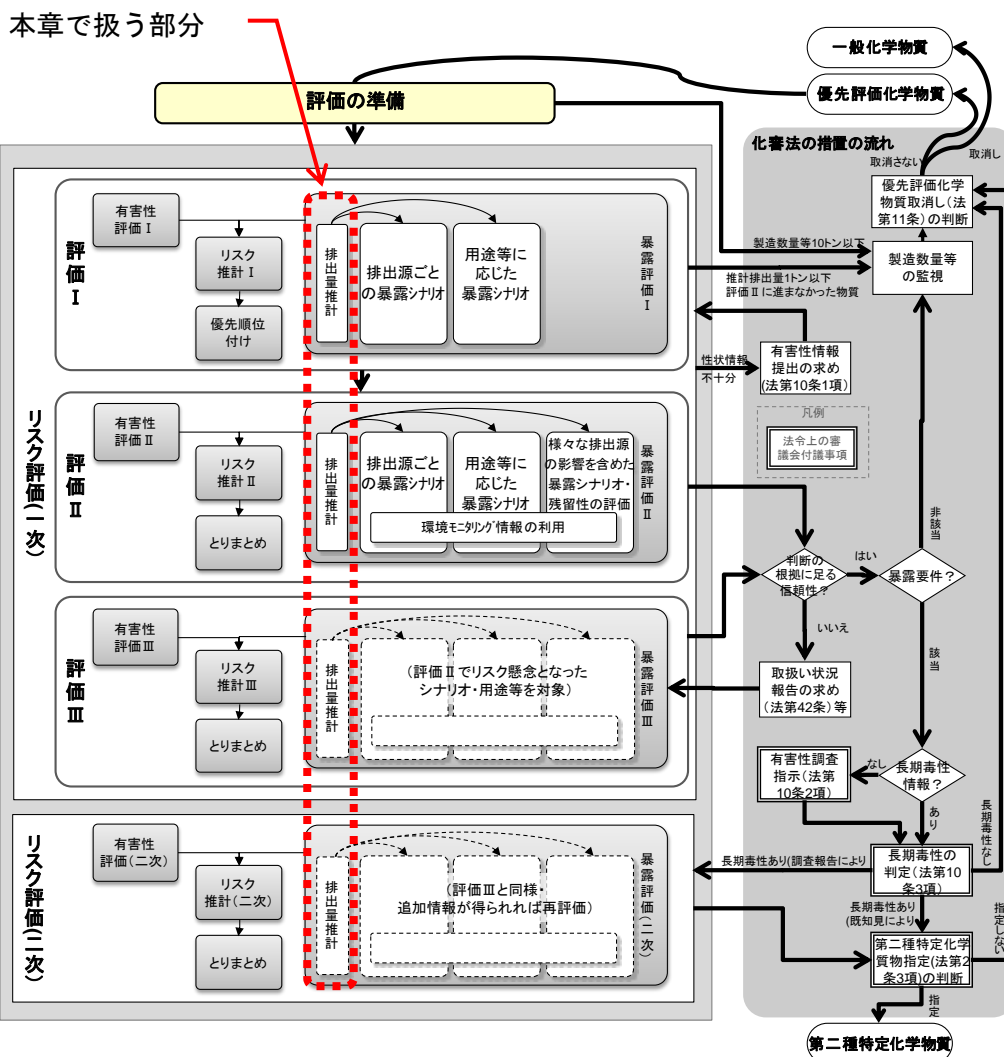 本章で扱う部分
一般化学物質
優先評価化学物質
評価の準備
化審法の措置の流れ
取消さない
取消し
優先評価化学
物質取消し(法
第11条)の判断
製造数量等10トン以下
製造数量等
の監視
推計排出量1トン以下
評価Ⅱに進まなかった物質
リスク評価(一次)
評価Ⅰ
有害性
評価Ⅰ
リスク
推計Ⅰ
優先順位
付け
排出量推計
排出源ごと
の暴露シナリオ
用途等に
応じた
暴露シナリオ
暴露評価Ⅰ
性状情報
不十分
有害性情報
提出の求め
(法第10条1項)
凡例
法令上の審
議会付議事項
評価Ⅱ
有害性
評価Ⅱ
リスク
推計Ⅱ
とりまとめ
排出量推計
排出源ごと
の暴露シナリオ
用途等に
応じた
暴露シナリオ
様々な排出源
の影響を含めた
暴露シナリオ・
残留性の評価
環境モニタリング情報の利用
暴露評価Ⅱ
判断の
根拠に足る
信頼性?
はい
暴露要件?
非該当
いいえ
該当
取扱い状況
報告の求め
(法第42条)等
評価Ⅲ
有害性
評価Ⅲ
リスク
推計Ⅲ
とりまとめ
排出量推計
(評価Ⅱでリスク懸念となった
シナリオ・用途等を対象)
暴露評価Ⅲ
有害性調査
指示(法第
10条2項)
なし
長期毒性
情報?
あり
長期毒性なし
リスク評価(二次)
有害性
評価(二次)
リスク
推計(二次)
とりまとめ
排出量推計
(評価Ⅲと同様・
追加情報が得られれば再評価)
暴露評価(二次)
長期毒性あり(調査報告により
長期毒性の
判定(法第10
条3項)
長期毒性あり
(既知見により
指定しない
第二種特定化学
質物指定(法第2
条3項)の判断
指定
第二種特定化学物質